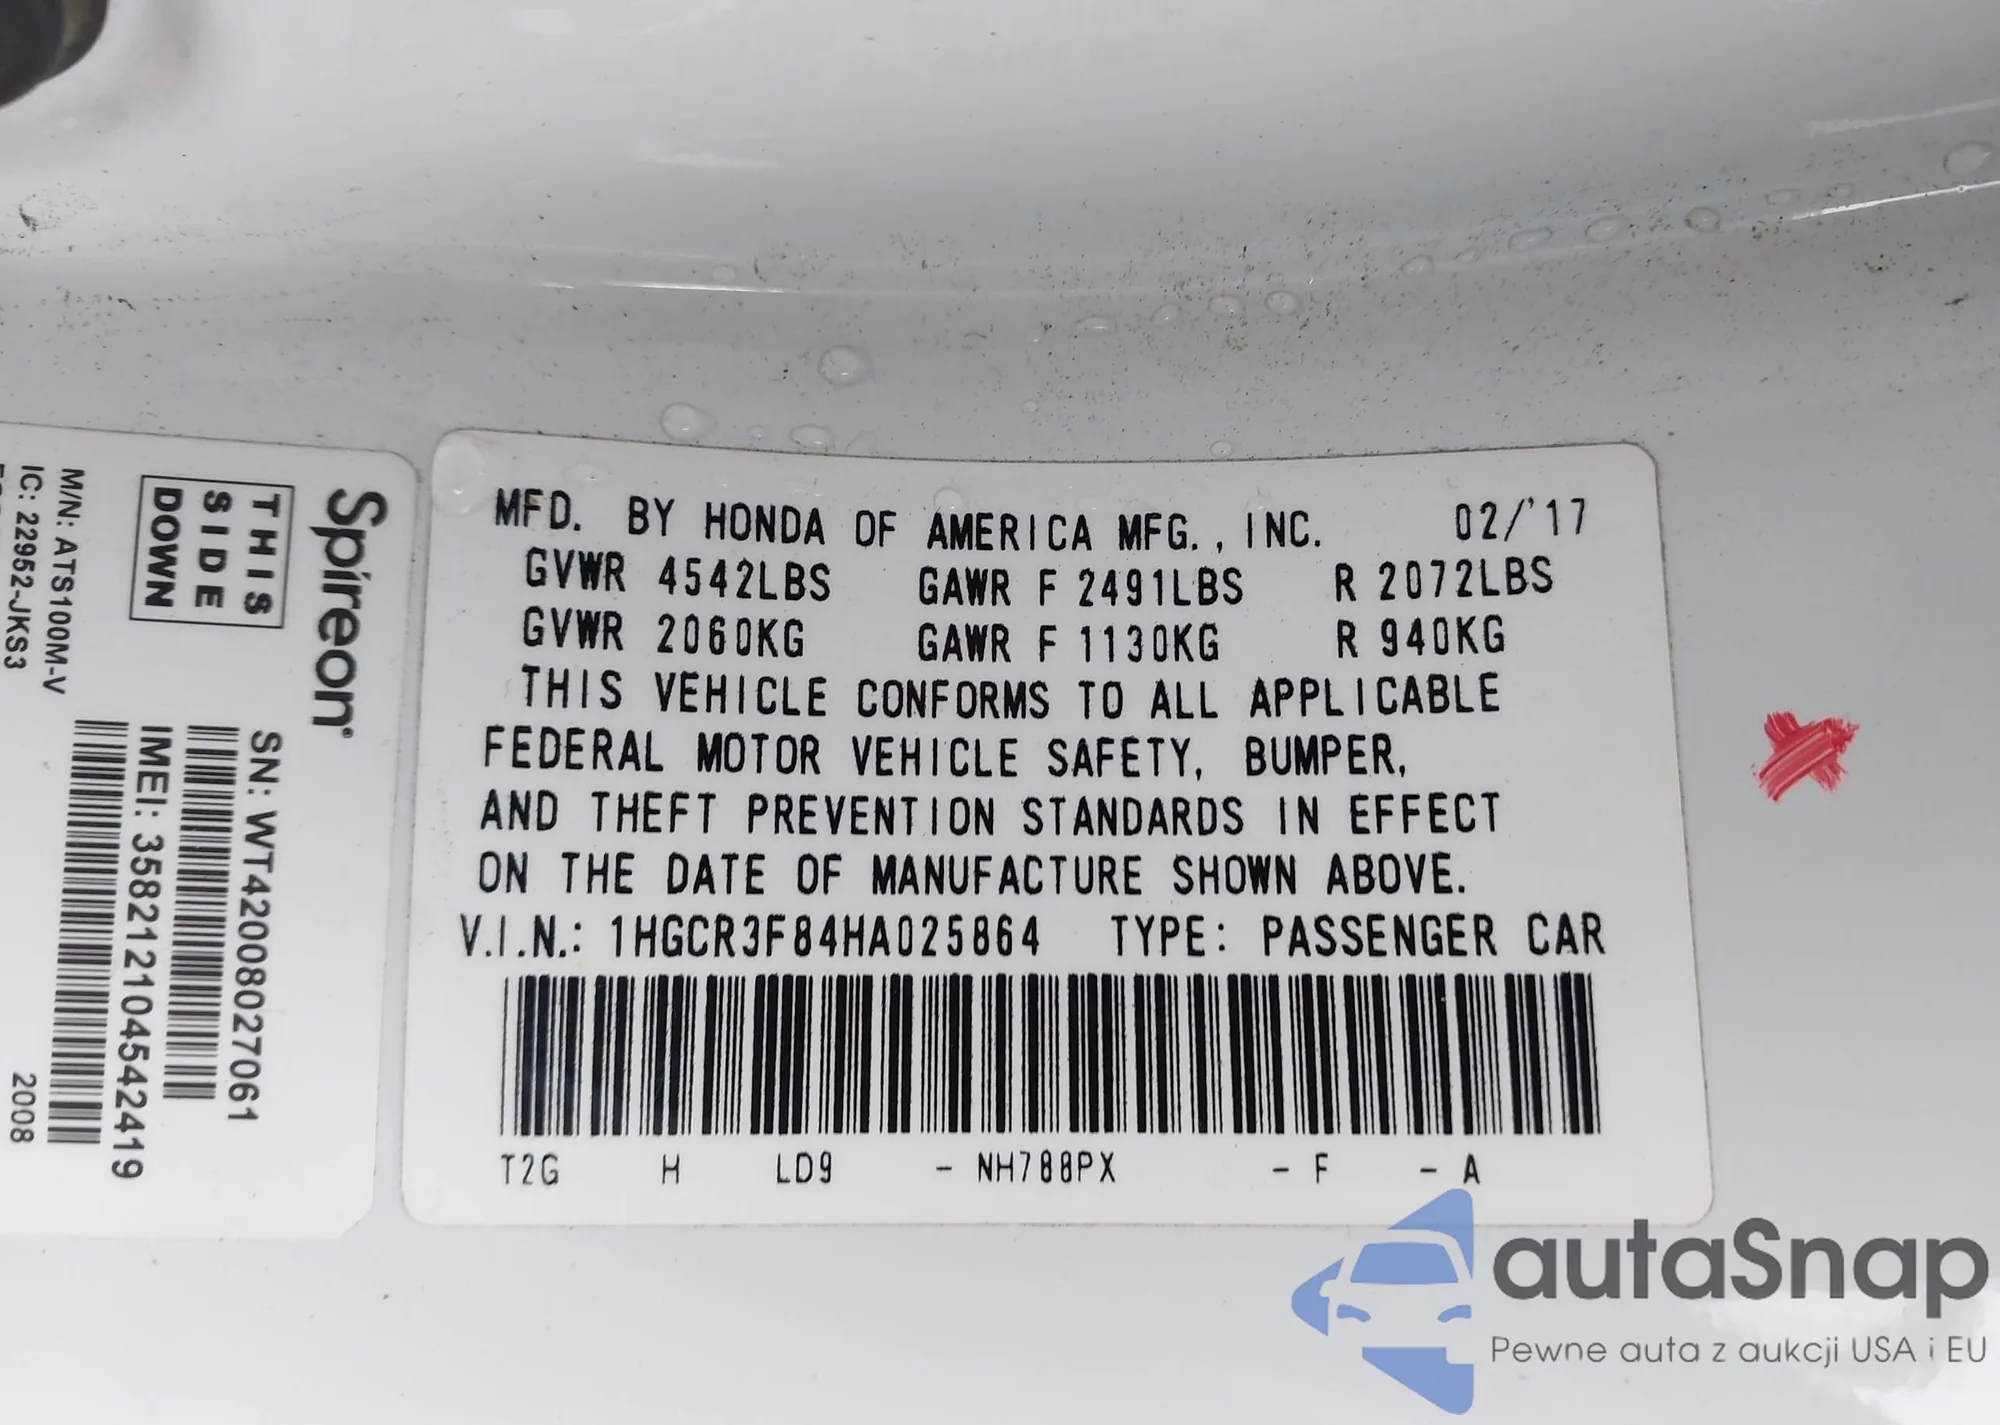 Spireon
THIS
SIDE
DOWN
SN: WT42008027061
IMEI: 358212104542419
M/N: ATS100M-V
IC: 22952-JKS3
2008
MFD. BY HONDA OF AMERICA MFG., INC. 02/'17
GVWR 4542LBS GAWR F 2491LBS R 2072LBS
GVWR 2060KG GAWR F 1130KG R 940KG
THIS VEHICLE CONFORMS TO ALL APPLICABLE
FEDERAL MOTOR VEHICLE SAFETY, BUMPER,
AND THEFT PREVENTION STANDARDS IN EFFECT
ON THE DATE OF MANUFACTURE SHOWN ABOVE.
V.I.N.: 1HGCR3F84HA025864 TYPE: PASSENGER CAR
T2G H LD9 - NH788PX - F - A
autaSnap
Pewne auta z aukcji USA i EU